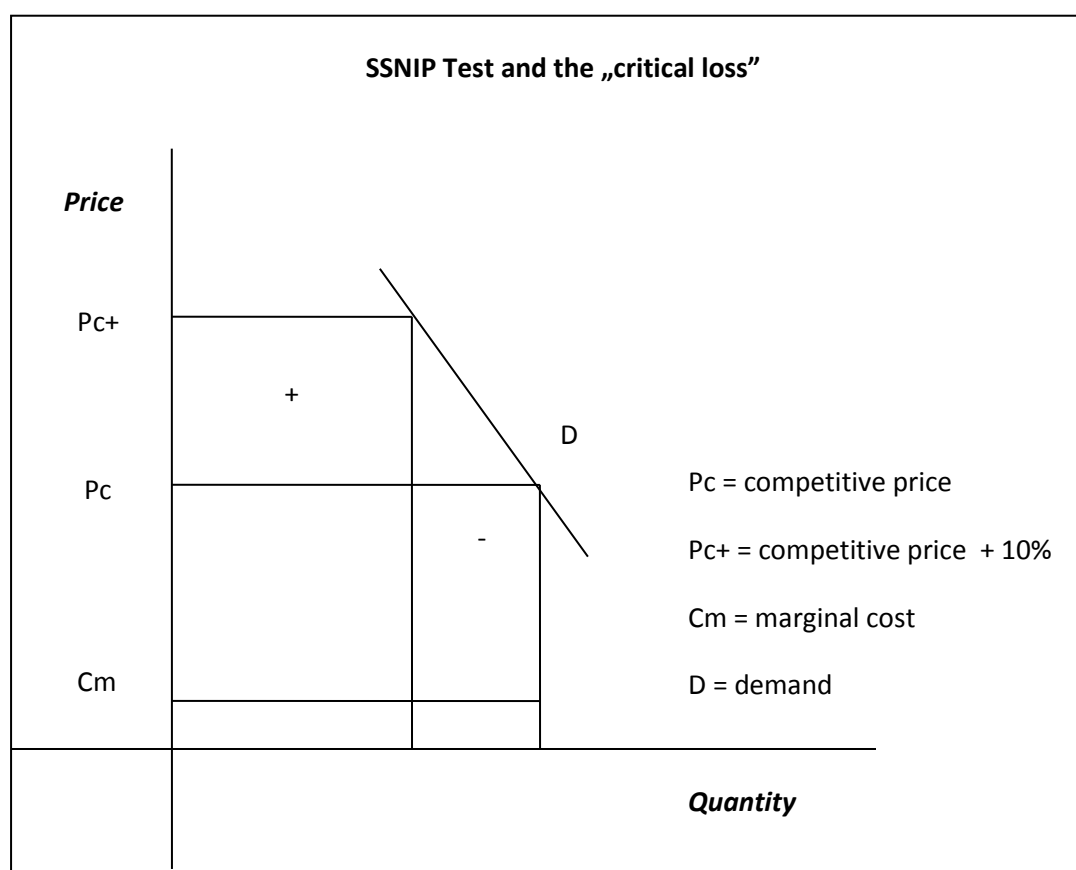 SSNIP Test and the „critical loss”
Price
Pc+
+
D
Pc
Pc = competitive price
-
Pc+ = competitive price + 10%
Cm = marginal cost
Cm
D = demand
Quantity